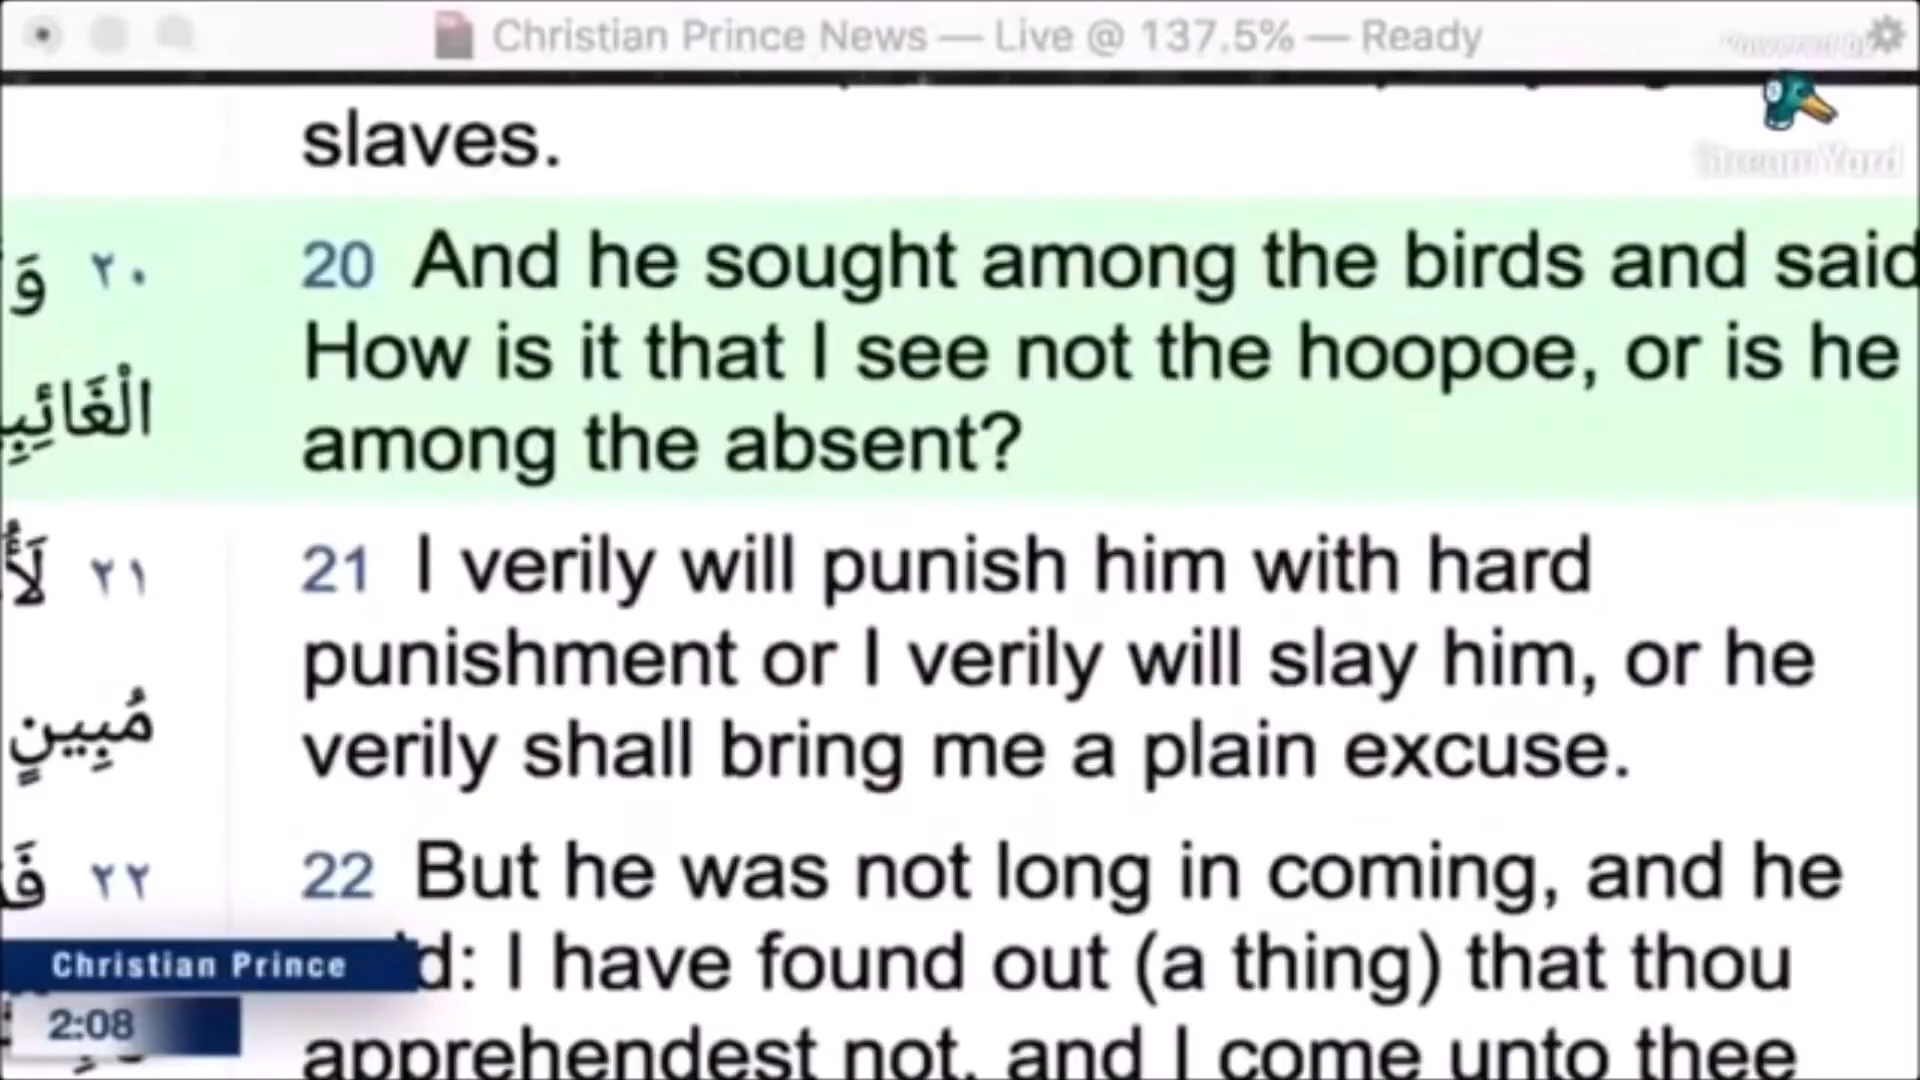 Christian Prince News — Live @ 137.5% — Ready
Powered by
Stream Yard
slaves.
٢٠
20 And he sought among the birds and said
How is it that I see not the hoopoe, or is he
among the absent?
٢١
21 I verily will punish him with hard
punishment or I verily will slay him, or he
verily shall bring me a plain excuse.
مُبِينٍ
٢٢
22 But he was not long in coming, and he
d: I have found out (a thing) that thou
apprehendest not, and I come unto thee
Christian Prince
2:08